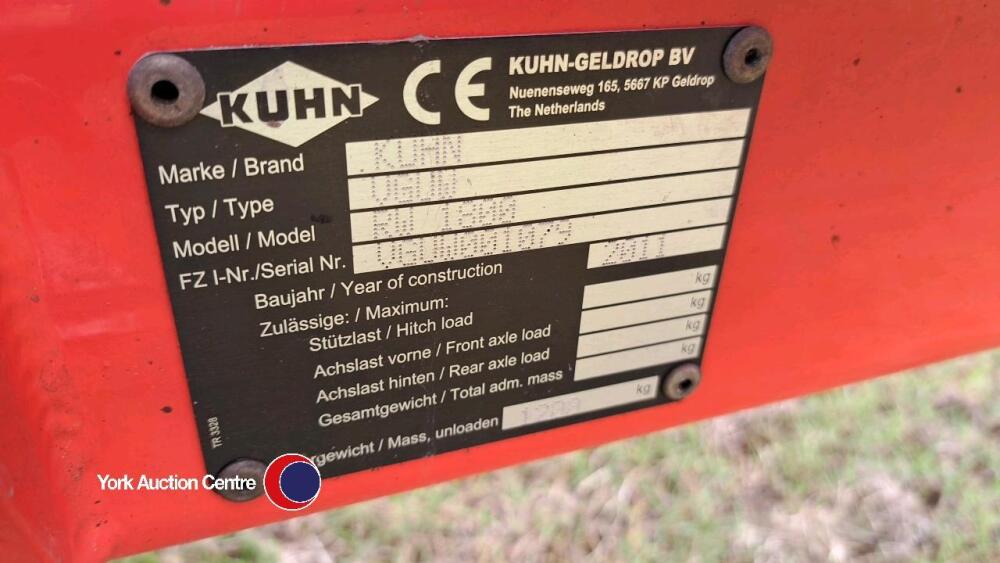 KUHN
CE
KUHN-GELDROP BV
Nuenenseweg 165, 5667 KP Geldrop
The Netherlands
Marke / Brand KUHN
Typ / Type
Modell / Model
FZ I-Nr./Serial Nr.
Baujahr / Year of construction 2011
Zulässige: / Maximum:
Stützlast / Hitch load kg
Achslast vorne / Front axle load kg
Achslast hinten / Rear axle load kg
Gesamtgewicht / Total adm. mass kg
rgewicht / Mass, unloaden kg
TR 3328
York Auction Centre